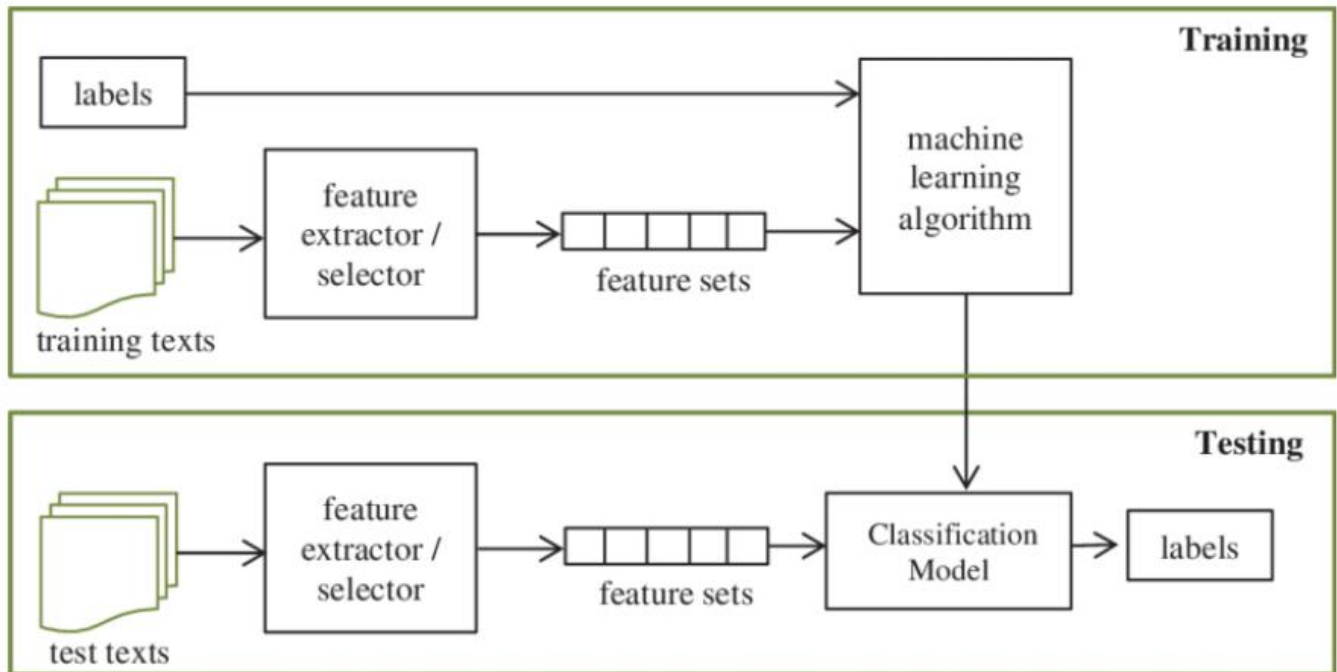 Training
labels
machine
learning
algorithm
feature
extractor /
selector
feature sets
training texts
Testing
feature
extractor /
selector
feature sets
Classification
Model
labels
test texts